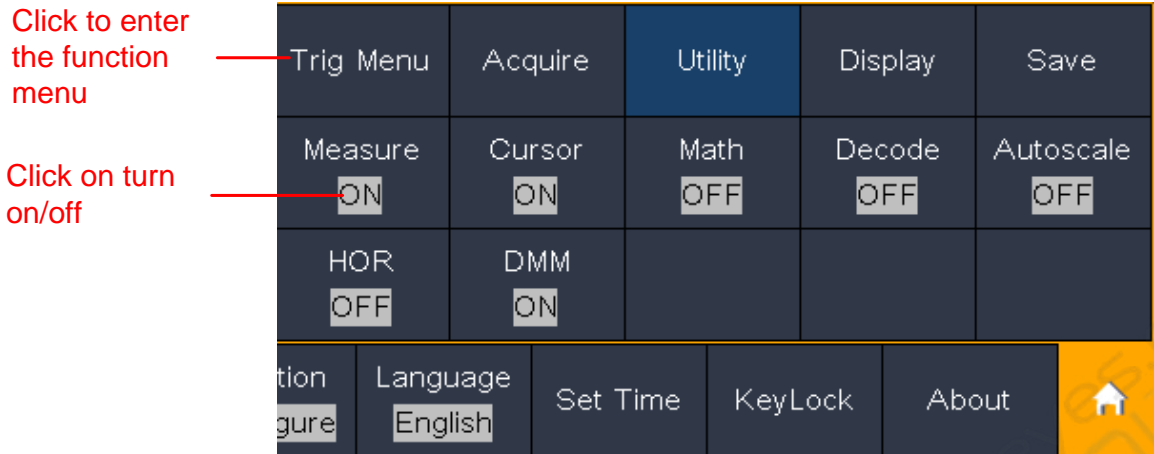 Click to enter
the function
menu
Trig Menu Acquire Utility Display Save
Click on turn
on/off
Measure Cursor Math Decode Autoscale
ON ON OFF OFF OFF
HOR DMM
OFF ON
tion Language Set Time KeyLock About
gure English